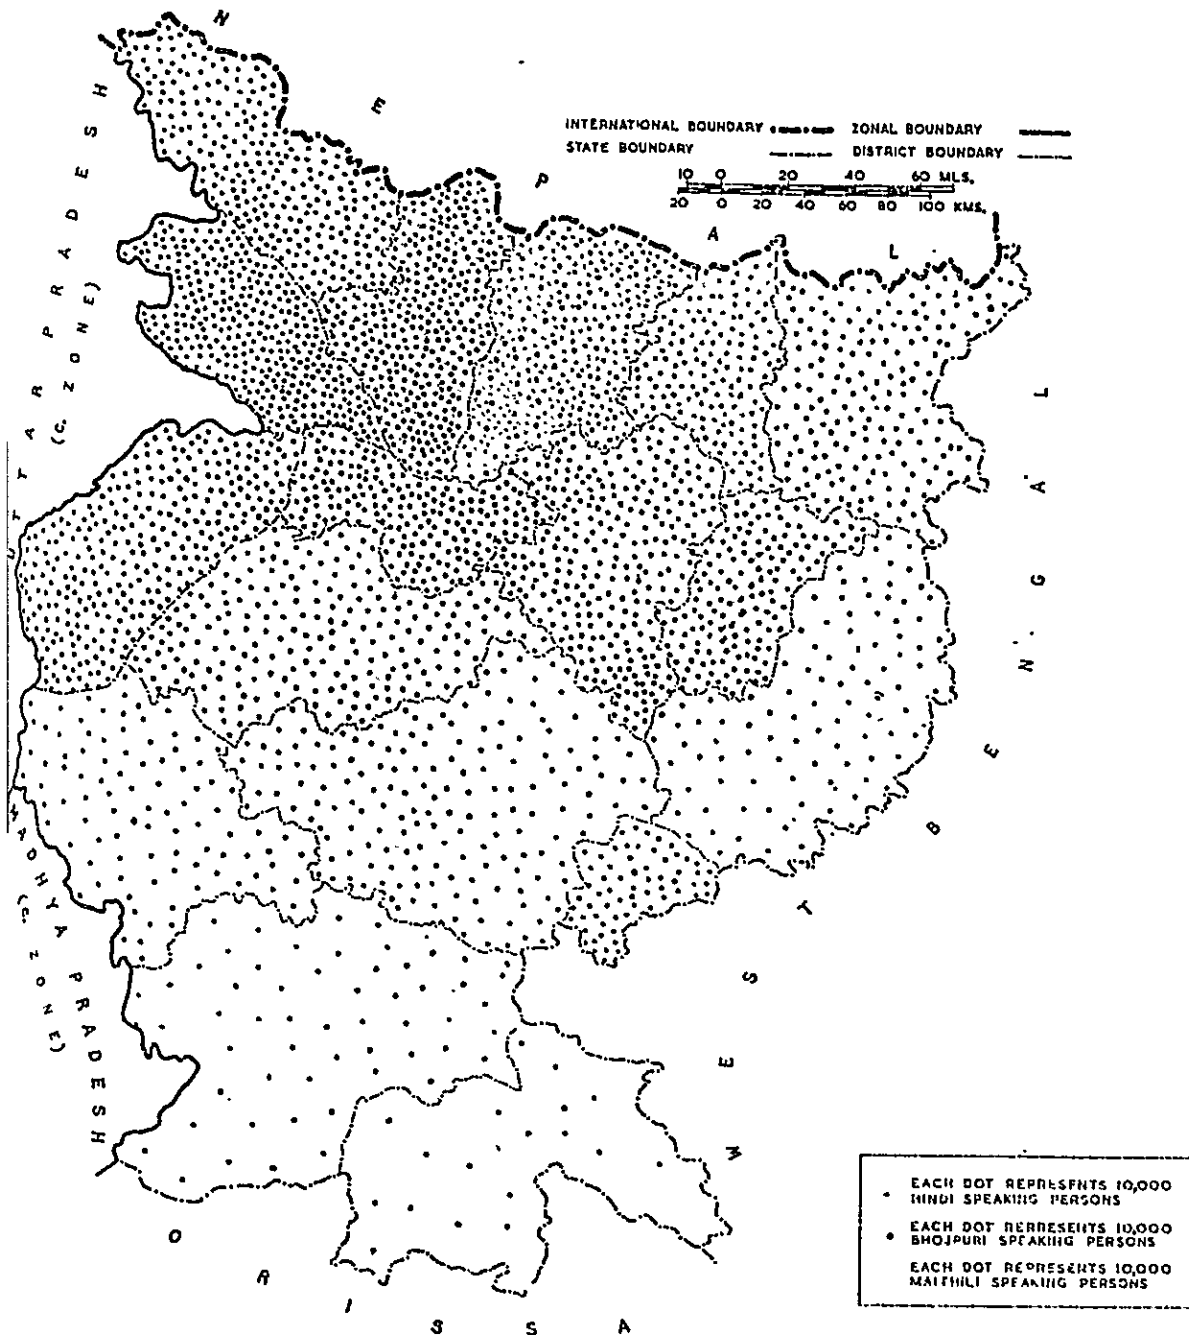 NEPAL
INTERNATIONAL BOUNDARY
ZONAL BOUNDARY
STATE BOUNDARY
DISTRICT BOUNDARY
10 0 20 40 60 MLS.
20 0 20 40 60 80 100 KMS.
UTTAR PRADESH
(C. ZONE)
MADHYA PRADESH
(C. ZONE)
WEST BENGAL
ORISSA
EACH DOT REPRESENTS 10,000
HINDI SPEAKING PERSONS
EACH DOT REPRESENTS 10,000
BHOJPURI SPEAKING PERSONS
EACH DOT REPRESENTS 10,000
MAITHILI SPEAKING PERSONS